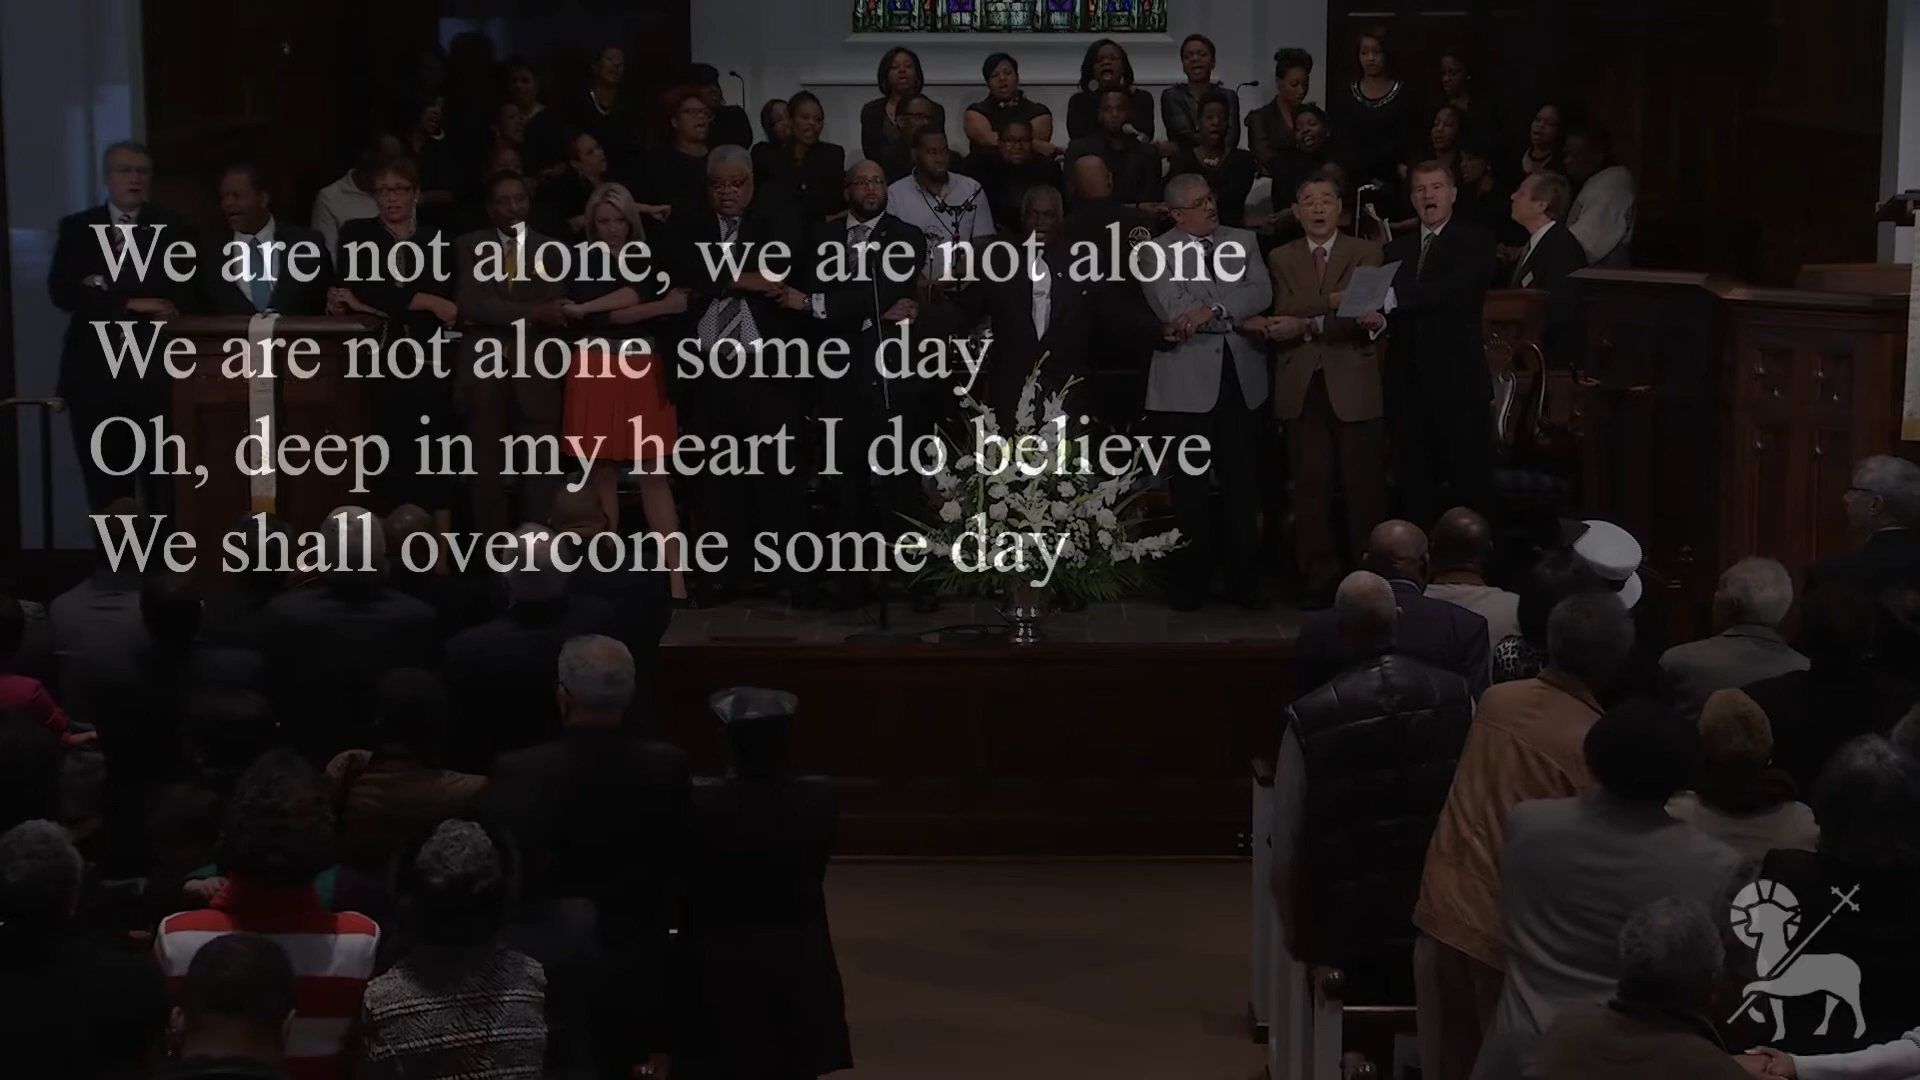 We are not alone, we are not alone
We are not alone some day
Oh, deep in my heart I do believe
We shall overcome some day